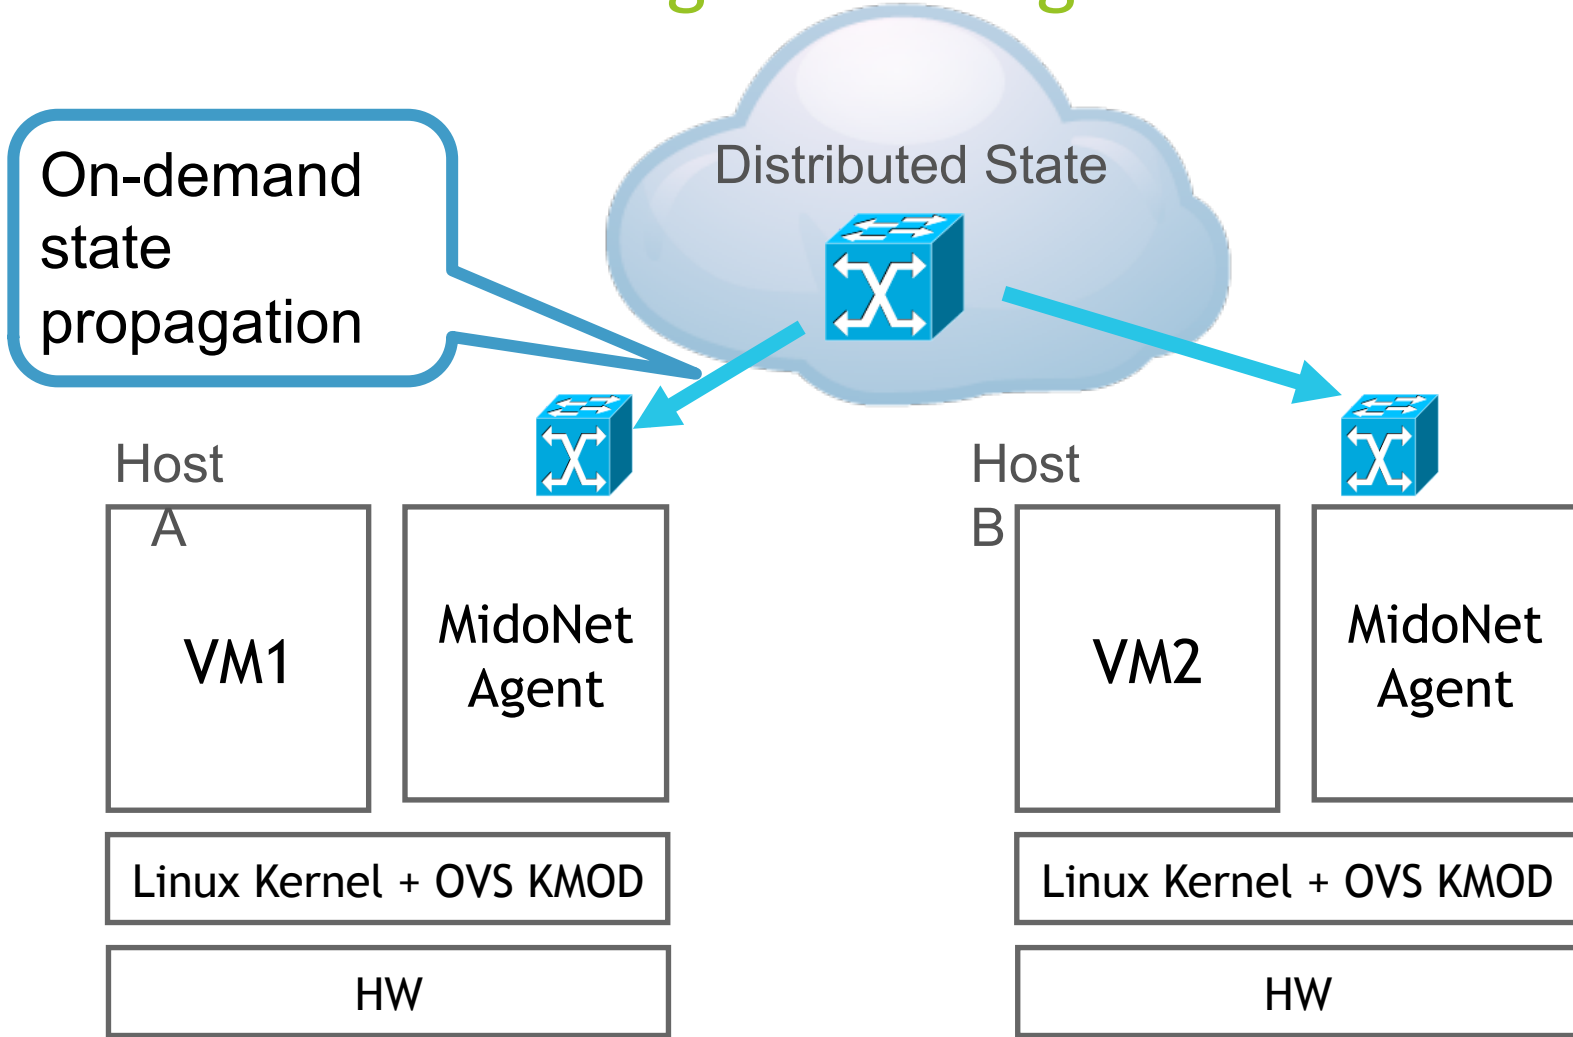 Distributed State
On-demand
state
propagation
Host
A
VM1
MidoNet
Agent
Linux Kernel + OVS KMOD
HW
Host
B
VM2
MidoNet
Agent
Linux Kernel + OVS KMOD
HW